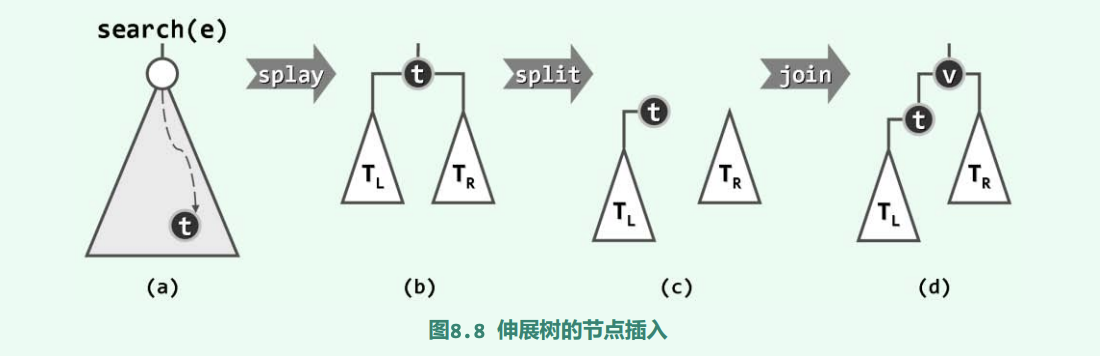 search(e)
splay
split
join
t
t
t
v
t
T_L
T_R
T_L
T_R
T_L
T_R
(a)
(b)
(c)
(d)
图8.8 伸展树的节点插入